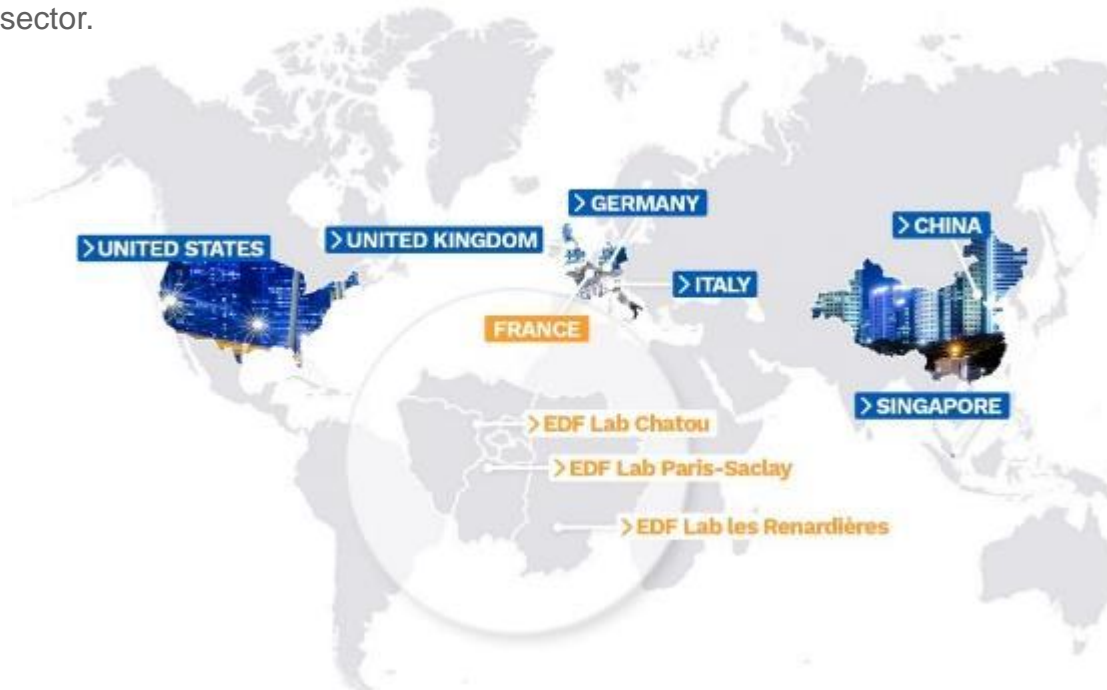 sector.
> GERMANY
> CHINA
>UNITED STATES
>UNITED KINGDOM
> ITALY
FRANCE
> SINGAPORE
> EDF Lab Chatou
> EDF Lab Paris-Saclay
> EDF Lab les Renardières